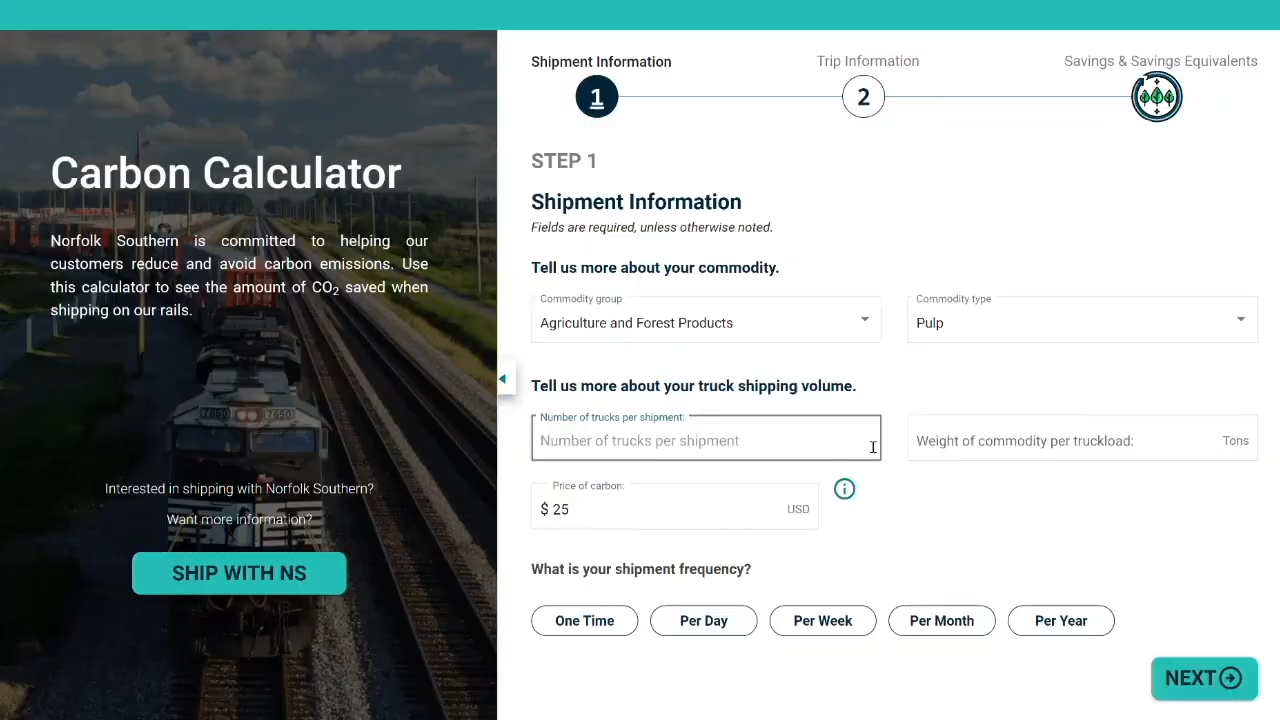 Carbon Calculator
Norfolk Southern is committed to helping our
customers reduce and avoid carbon emissions. Use
this calculator to see the amount of CO2 saved when
shipping on our rails.
7650
7650
Interested in shipping with Norfolk Southern?
Want more information?
SHIP WITH NS
Shipment Information
Trip Information
Savings & Savings Equivalents
1
2
STEP 1
Shipment Information
Fields are required, unless otherwise noted.
Tell us more about your commodity.
Commodity group
Agriculture and Forest Products
Commodity type
Pulp
Tell us more about your truck shipping volume.
Number of trucks per shipment:
Number of trucks per shipment
Weight of commodity per truckload:
Tons
Price of carbon:
$ 25
USD
What is your shipment frequency?
One Time
Per Day
Per Week
Per Month
Per Year
NEXT